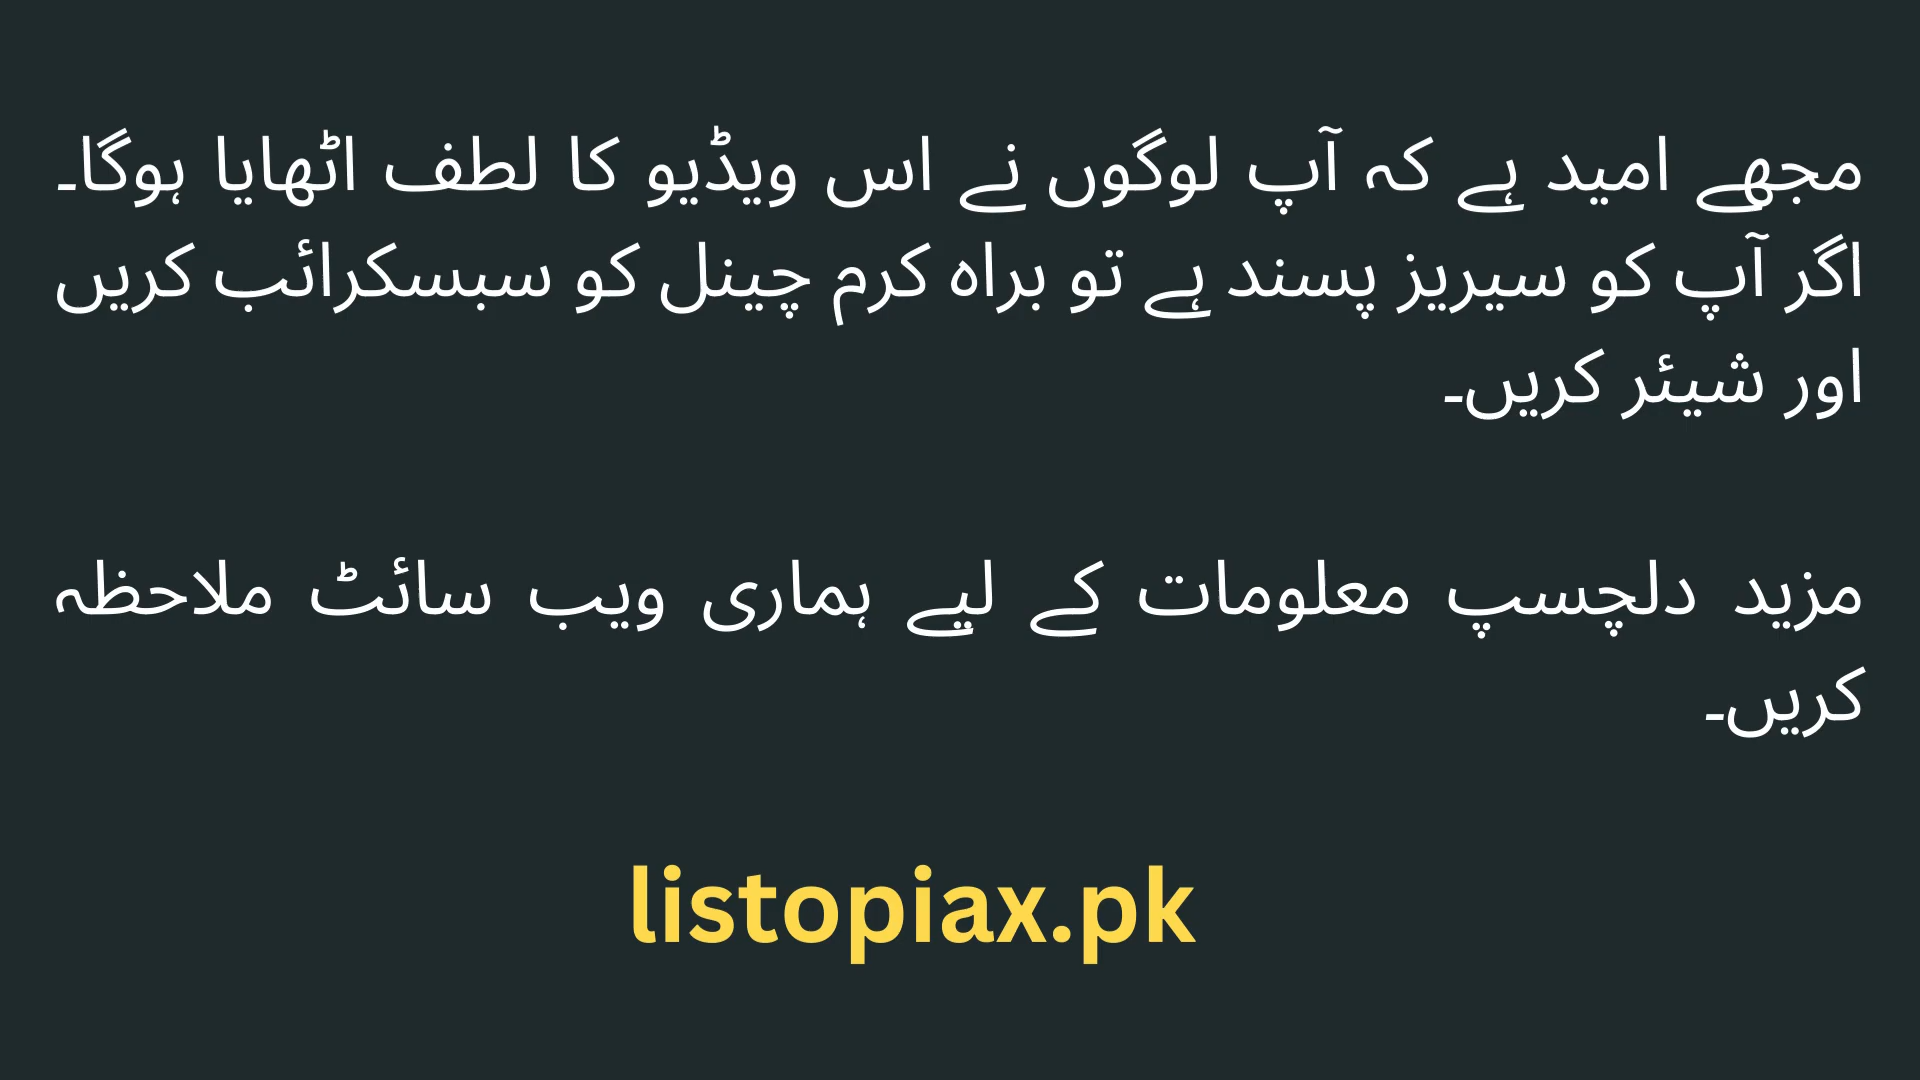 مجھے امید ہے کہ آپ لوگوں نے اس ویڈیو کا لطف اٹھایا ہوگا۔
اگر آپ کو سیریز پسند ہے تو براہ کرم چینل کو سبسکرائب کریں
اور شیئر کریں۔
مزید دلچسپ معلومات کے لیے ہماری ویب سائٹ ملاحظہ
کریں۔
listopiax.pk